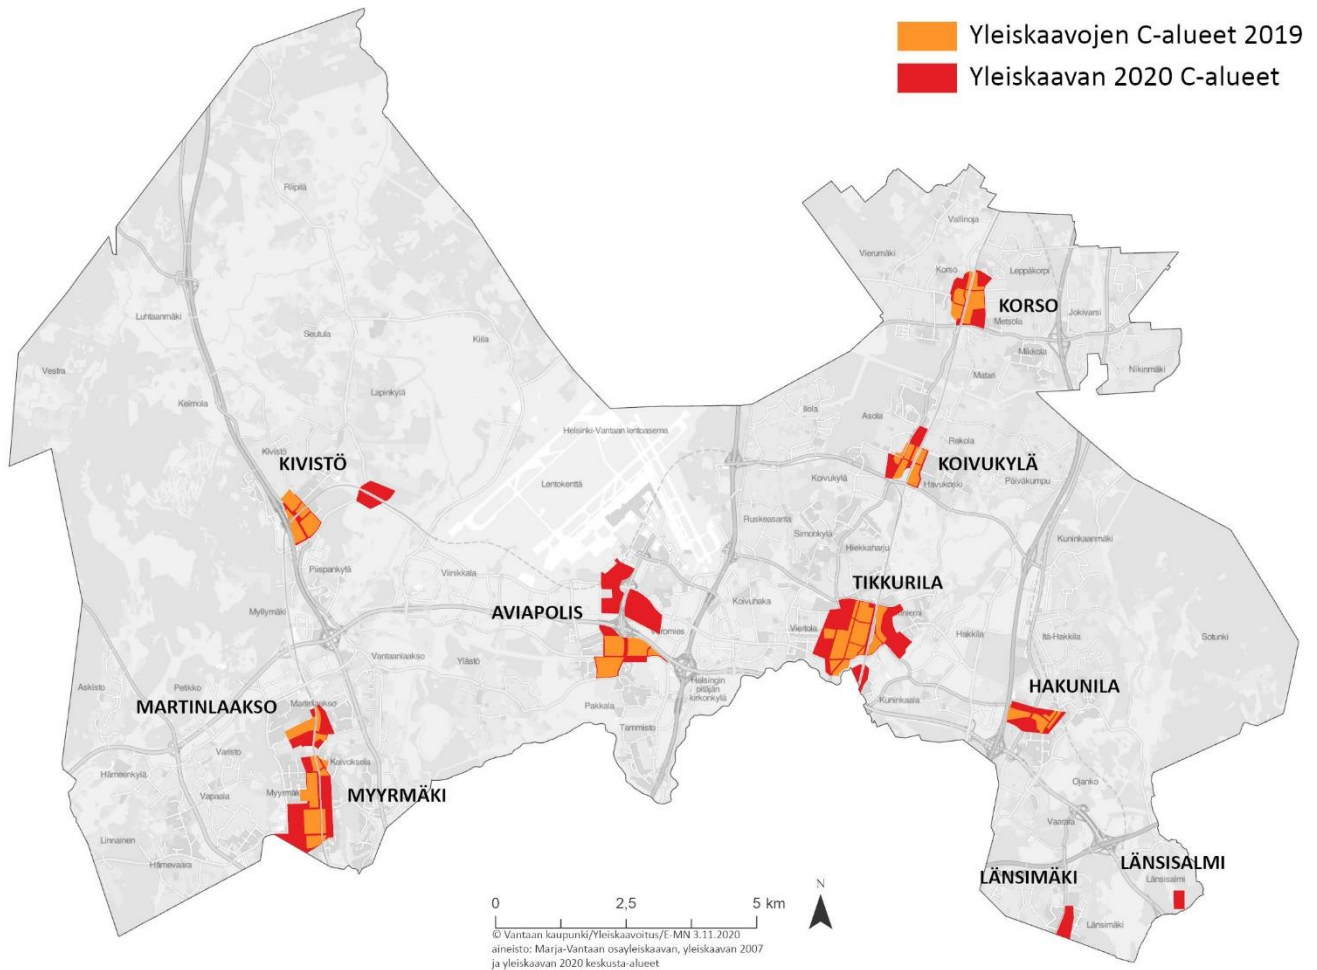 Yleiskaavojen C-alueet 2019
Yleiskaavan 2020 C-alueet
Riipilä
Vallinoja
Vierumäki
Korso
Leppäkorpi
KORSO
Luhtaanmäki
Metsola
Jokivarsi
Seutula
Kiila
Mikkola
Vestra
Matari
Nikinmäki
Lapinkylä
Keimola
Ilola
Asola
Helsinki-Vantaan lentoasema
Rekola
Kivistö
KIVISTÖ
KOIVUKYLÄ
Lentokenttä
Koivukylä
Havukoski
Päiväkumpu
Ruskeasanta
Simonkylä
Kuninkaanmäki
Hiekkaharju
Piispankylä
Viinikkala
TIKKURILA
Myllymäki
AVIAPOLIS
Koivuhaka
Viertola
Veromies
Hakkila
Itä-Hakkila
Sotunki
Vantaanlaakso
Ylästö
Askisto
Petikko
Helsingin
pitäjän
kirkonkylä
HAKUNILA
MARTINLAAKSO
Martinlaakso
Pakkala
Kuninkaala
Tammisto
Varisto
Kaivoksela
Hämeenkylä
Ojanko
Vapaala
Myyrmäki
MYYRMÄKI
Vaarala
Linnainen
Hämevaara
LÄNSISALMI
LÄNSIMÄKI
Länsisalmi
Länsimäki
N
0 2,5 5 km
© Vantaan kaupunki/Yleiskaavoitus/E-MN 3.11.2020
aineisto: Marja-Vantaan osayleiskaavan, yleiskaavan 2007
ja yleiskaavan 2020 keskusta-alueet